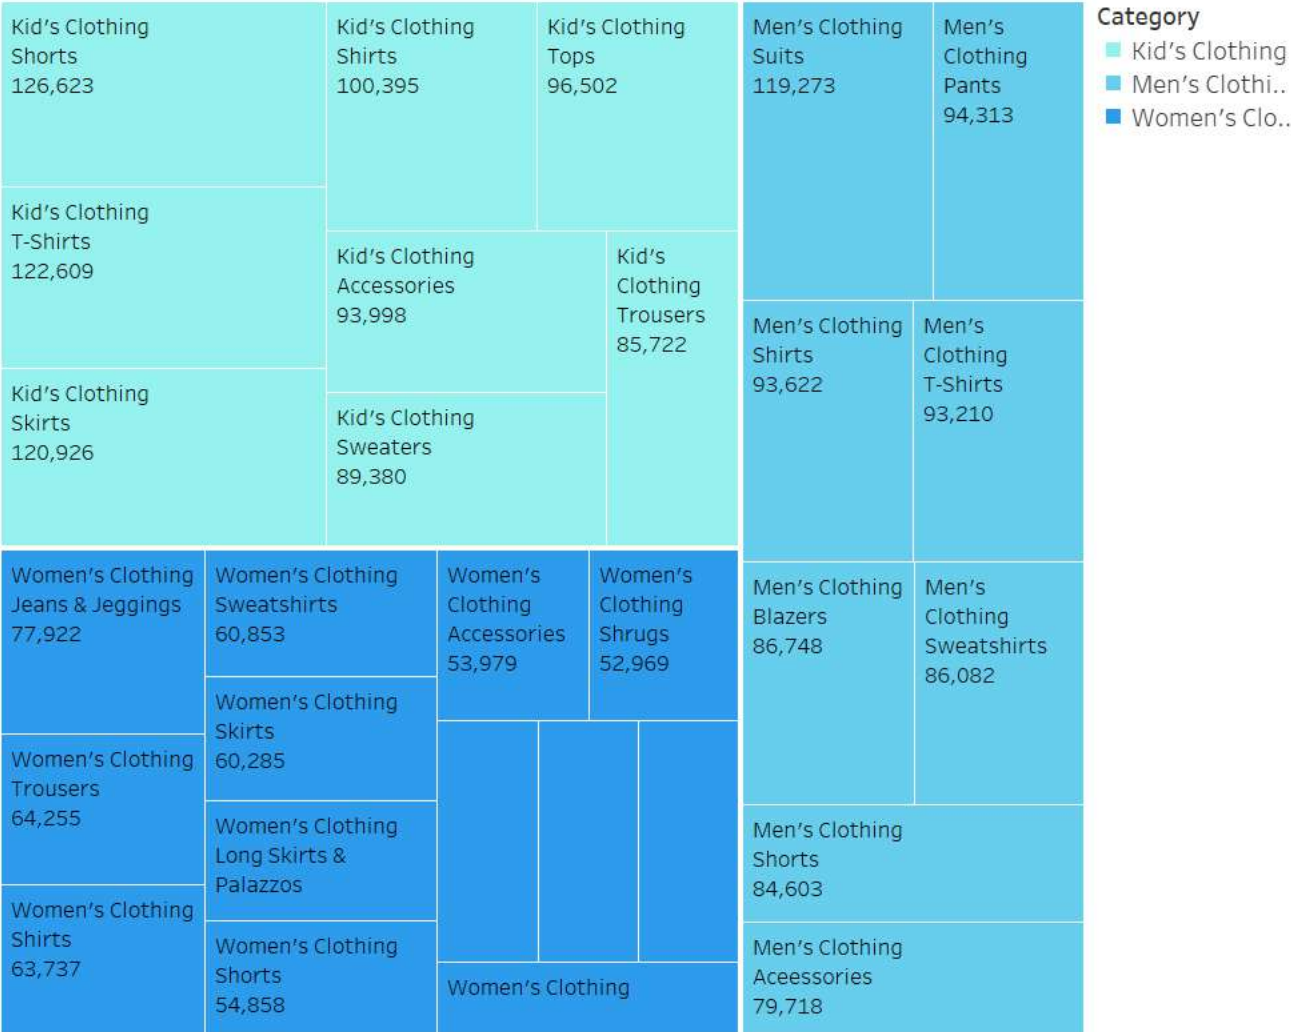 Kid's Clothing
Shorts
126,623
Kid's Clothing
T-Shirts
122,609
Kid's Clothing
Skirts
120,926
Kid's Clothing
Shirts
100,395
Kid's Clothing
Tops
96,502
Kid's Clothing
Accessories
93,998
Kid's Clothing
Sweaters
89,380
Kid's
Clothing
Trousers
85,722
Women's Clothing
Jeans & Jeggings
77,922
Women's Clothing
Trousers
64,255
Women's Clothing
Shirts
63,737
Women's Clothing
Sweatshirts
60,853
Women's Clothing
Skirts
60,285
Women's Clothing
Long Skirts &
Palazzos
Women's Clothing
Shorts
54,858
Women's
Clothing
Accessories
53,979
Women's
Clothing
Shrugs
52,969
Women's Clothing
Men's Clothing
Suits
119,273
Men's
Clothing
Pants
94,313
Men's Clothing
Shirts
93,622
Men's
Clothing
T-Shirts
93,210
Men's Clothing
Blazers
86,748
Men's
Clothing
Sweatshirts
86,082
Men's Clothing
Shorts
84,603
Men's Clothing
Aceessories
79,718
Category
Kid's Clothing
Men's Clothi..
Women's Clo..